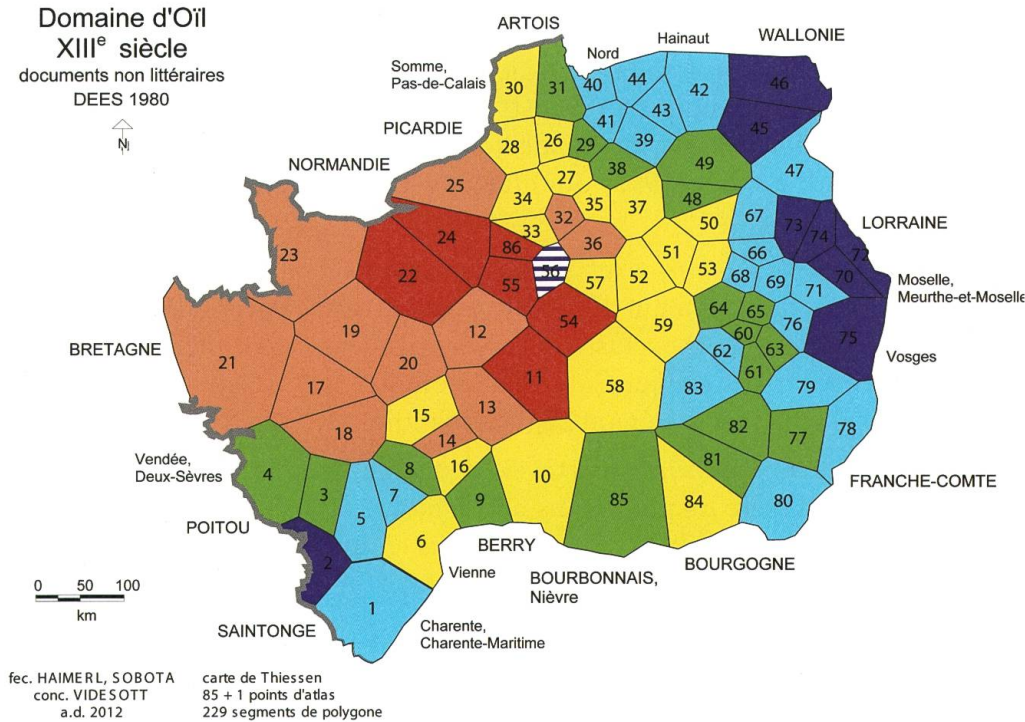 Domaine d'Oïl
XIIIᵉ siècle
documents non littéraires
DEES 1980
N
ARTOIS
Nord
Hainaut
WALLONIE
Somme,
Pas-de-Calais
PICARDIE
NORMANDIE
LORRAINE
Moselle,
Meurthe-et-Moselle
Vosges
BRETAGNE
Vendée,
Deux-Sèvres
POITOU
SAINTONGE
Charente,
Charente-Maritime
Vienne
BERRY
BOURBONNAIS,
Nièvre
BOURGOGNE
FRANCHE-COMTE
30 31 40 44 42 46
41 43 45
28 26 29 39 38 49 47
25 34 27 35 37 48
33 32 50 67 73 74 72
23 24 86 36 51 66 70
22 55 56 57 52 53 68 69 71
54 59 64 65 76 75
19 12 60 63
21 20 62 61
17 11 58 83 79
15 13 82 77 78
18 14
4 8 16 81
3 7 9 10 85 84 80
5 6
2
1
0 50 100
km
fec. HAIMERL, SOBOTA
conc. VIDESOTT
a.d. 2012
carte de Thiessen
85 + 1 points d'atlas
229 segments de polygone